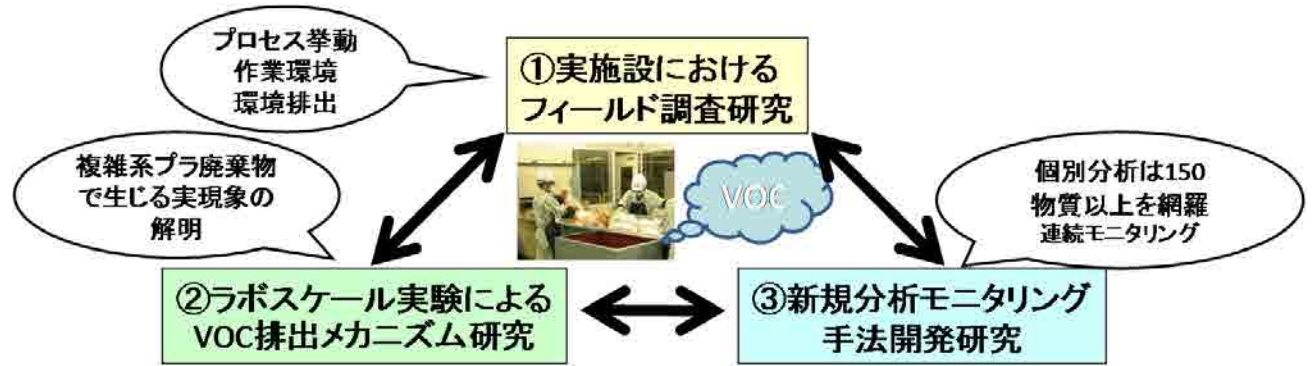 プロセス挙動
作業環境
環境排出
①実施設における
フィールド調査研究
複雑系プラ廃棄物
で生じる実現象の
解明
VOC
個別分析は150
物質以上を網羅
連続モニタリング
②ラボスケール実験による
VOC排出メカニズム研究
③新規分析モニタリング
手法開発研究